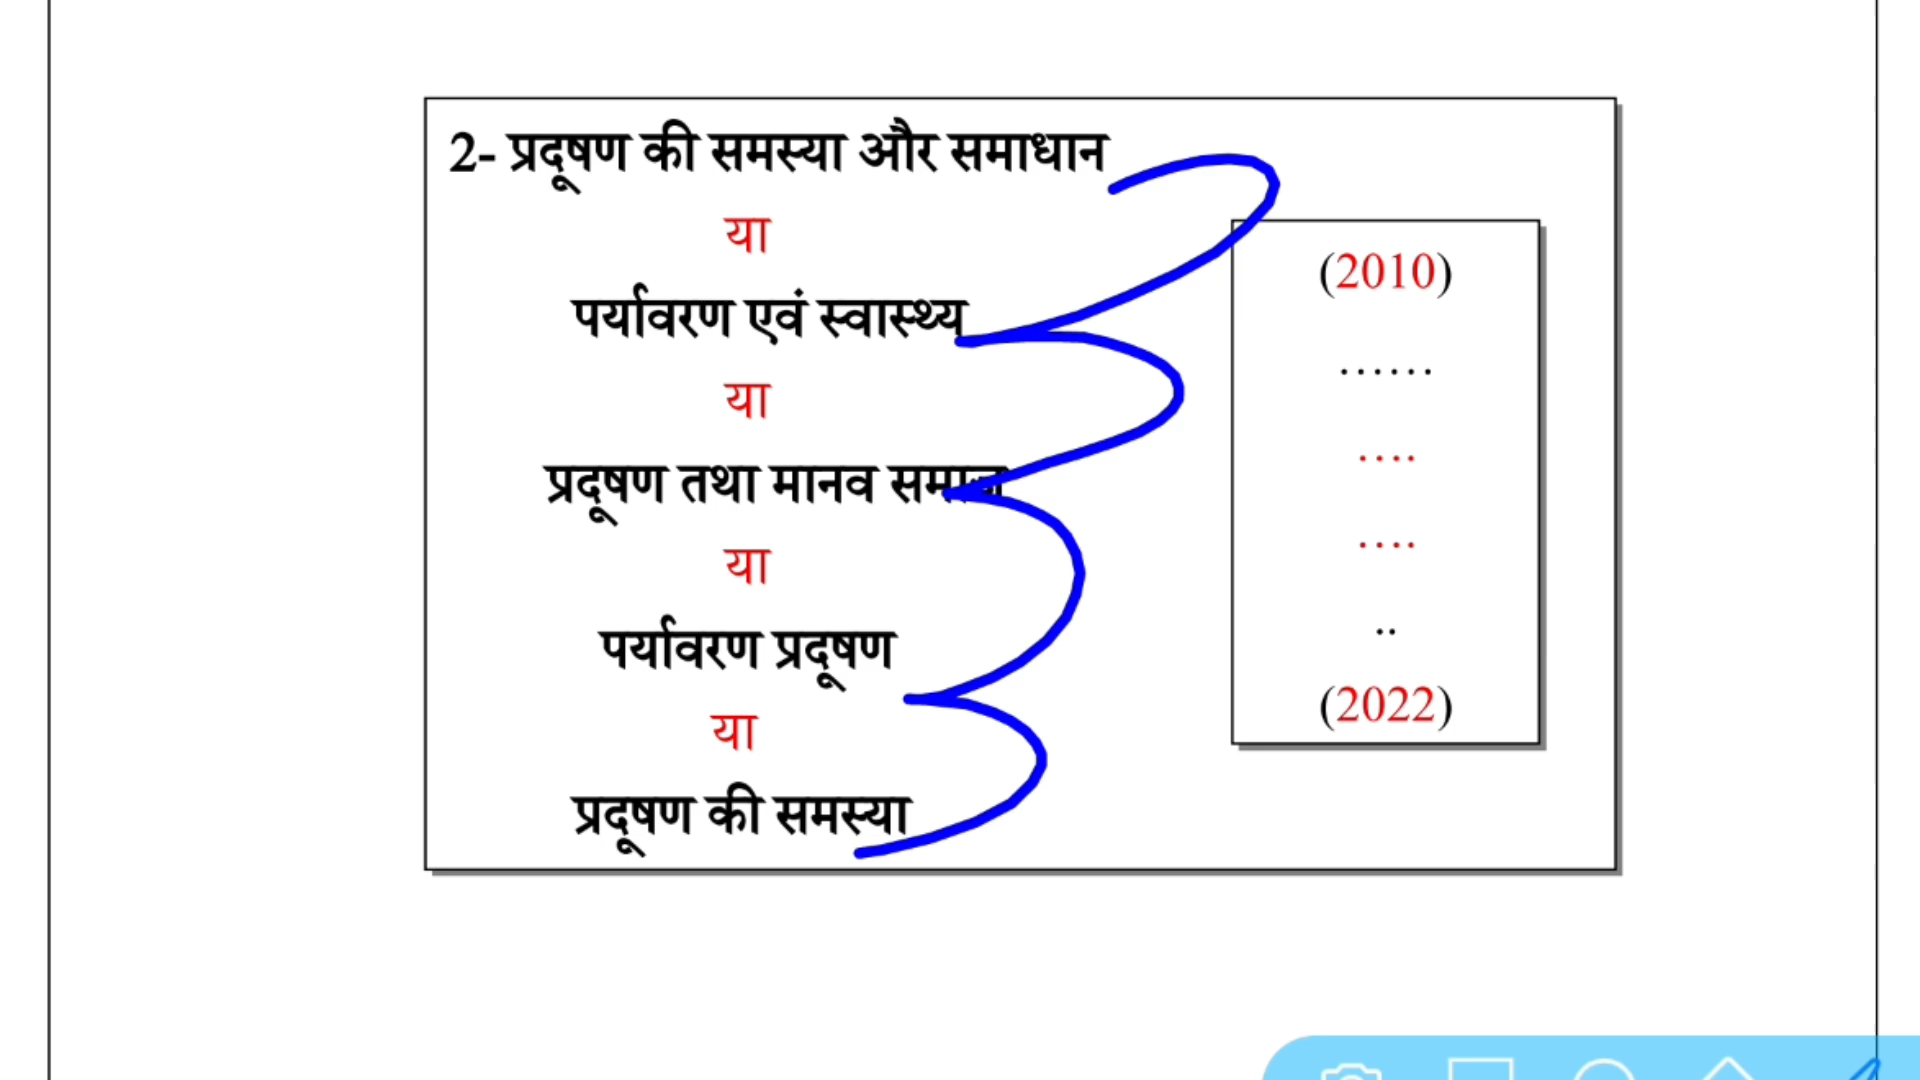 2- प्रदूषण की समस्या और समाधान
या
पर्यावरण एवं स्वास्थ्य
या
प्रदूषण तथा मानव समाज
या
पर्यावरण प्रदूषण
या
प्रदूषण की समस्या
(2010)
......
....
....
..
(2022)